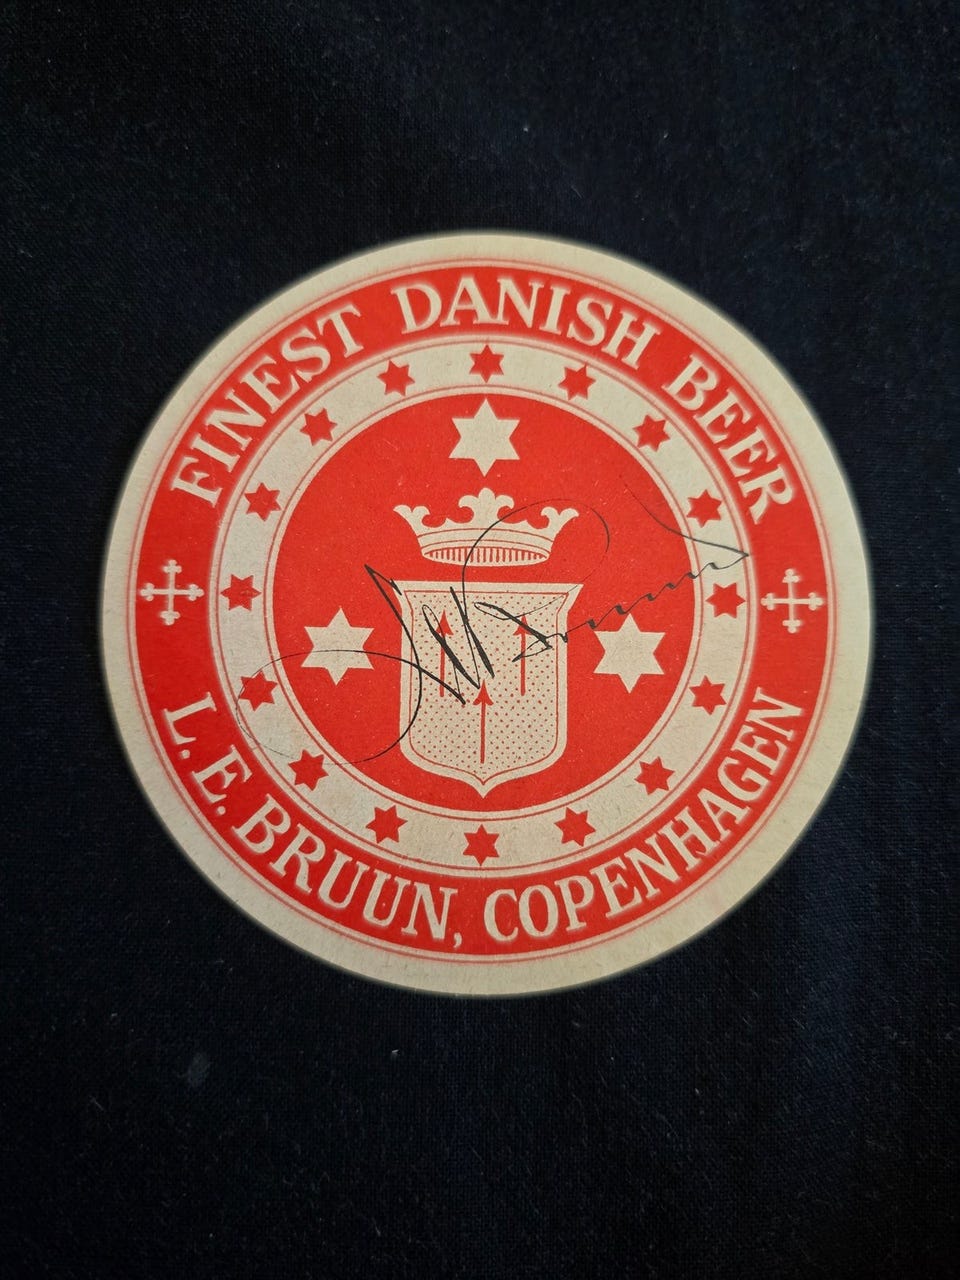 FINEST DANISH BEER
L. E. BRUUN, COPENHAGEN